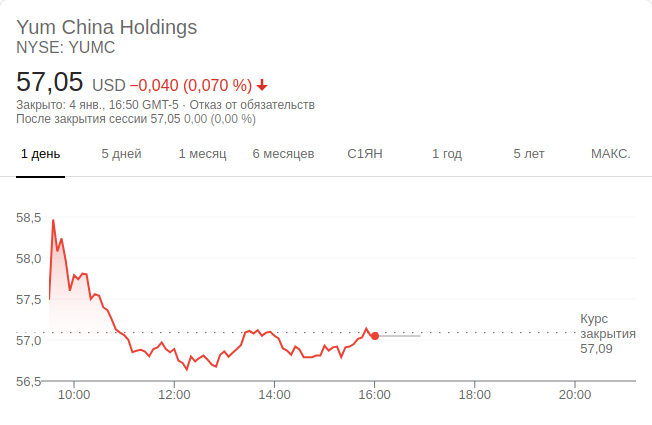 Yum China Holdings
NYSE: YUMC
57,05 USD −0,040 (0,070 %)
Закрыто: 4 янв., 16:50 GMT-5 · Отказ от обязательств
После закрытия сессии 57,05 0,00 (0,00 %)
1 день 5 дней 1 месяц 6 месяцев С1ЯН 1 год 5 лет МАКС.
58,5
58,0
57,5
57,0
56,5
Курс
закрытия
57,09
10:00 12:00 14:00 16:00 18:00 20:00